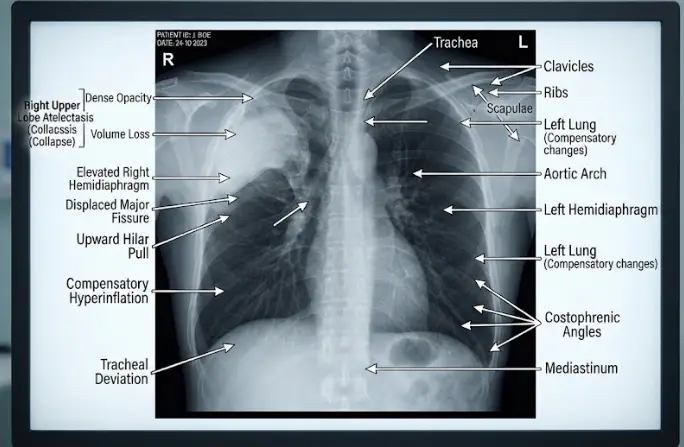 PATIENT ID: J. BOE
DATE: 24-10-2023
R
L
Trachea
Right Upper
Lobe Atelectasis
(Collacssis
(Collapse)
Dense Opacity
Volume Loss
Elevated Right
Hemidiaphragm
Displaced Major
Fissure
Upward Hilar
Pull
Compensatory
Hyperinflation
Tracheal
Deviation
Clavicles
Ribs
Scapulae
Left Lung
(Compensatory
changes)
Aortic Arch
Left Hemidiaphragm
Left Lung
(Compensatory changes)
Costophrenic
Angles
Mediastinum